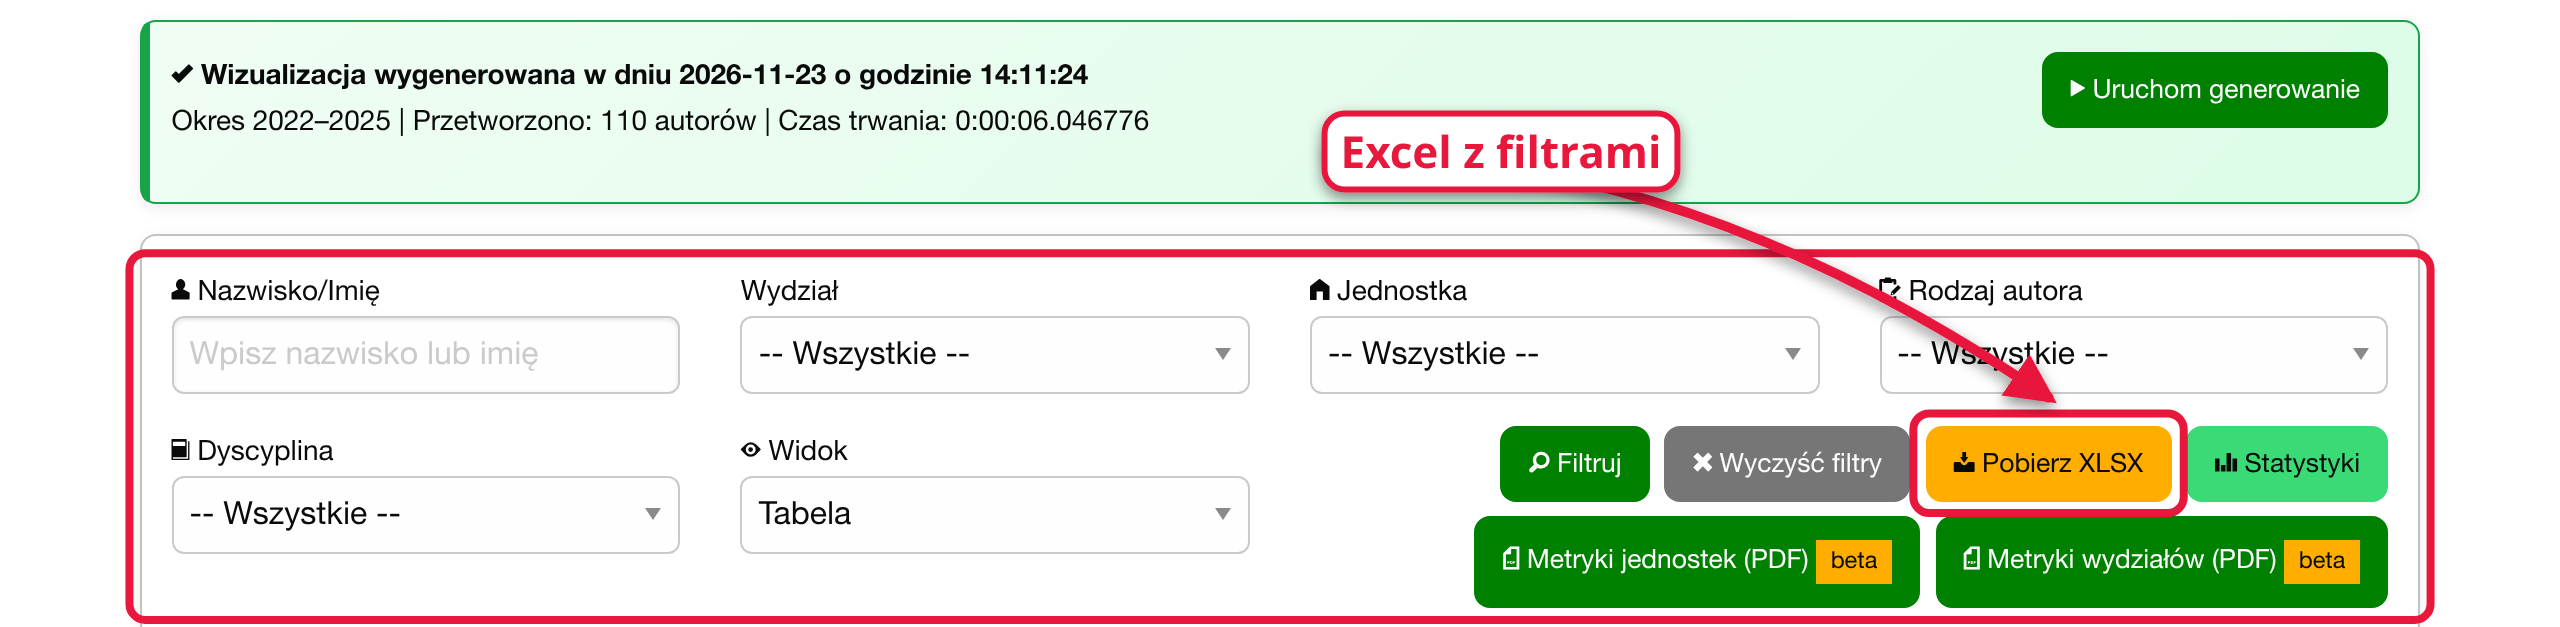 Wizualizacja wygenerowana w dniu 2026-11-23 o godzinie 14:11:24
Okres 2022–2025 | Przetworzono: 110 autorów | Czas trwania: 0:00:06.046776
Uruchom generowanie
Excel z filtrami
Nazwisko/Imię
Wydział
Jednostka
Rodzaj autora
Wpisz nazwisko lub imię
-- Wszystkie --
-- Wszystkie --
-- Wszystkie --
Dyscyplina
Widok
-- Wszystkie --
Tabela
Filtruj
Wyczyść filtry
Pobierz XLSX
Statystyki
Metryki jednostek (PDF) beta
Metryki wydziałów (PDF) beta